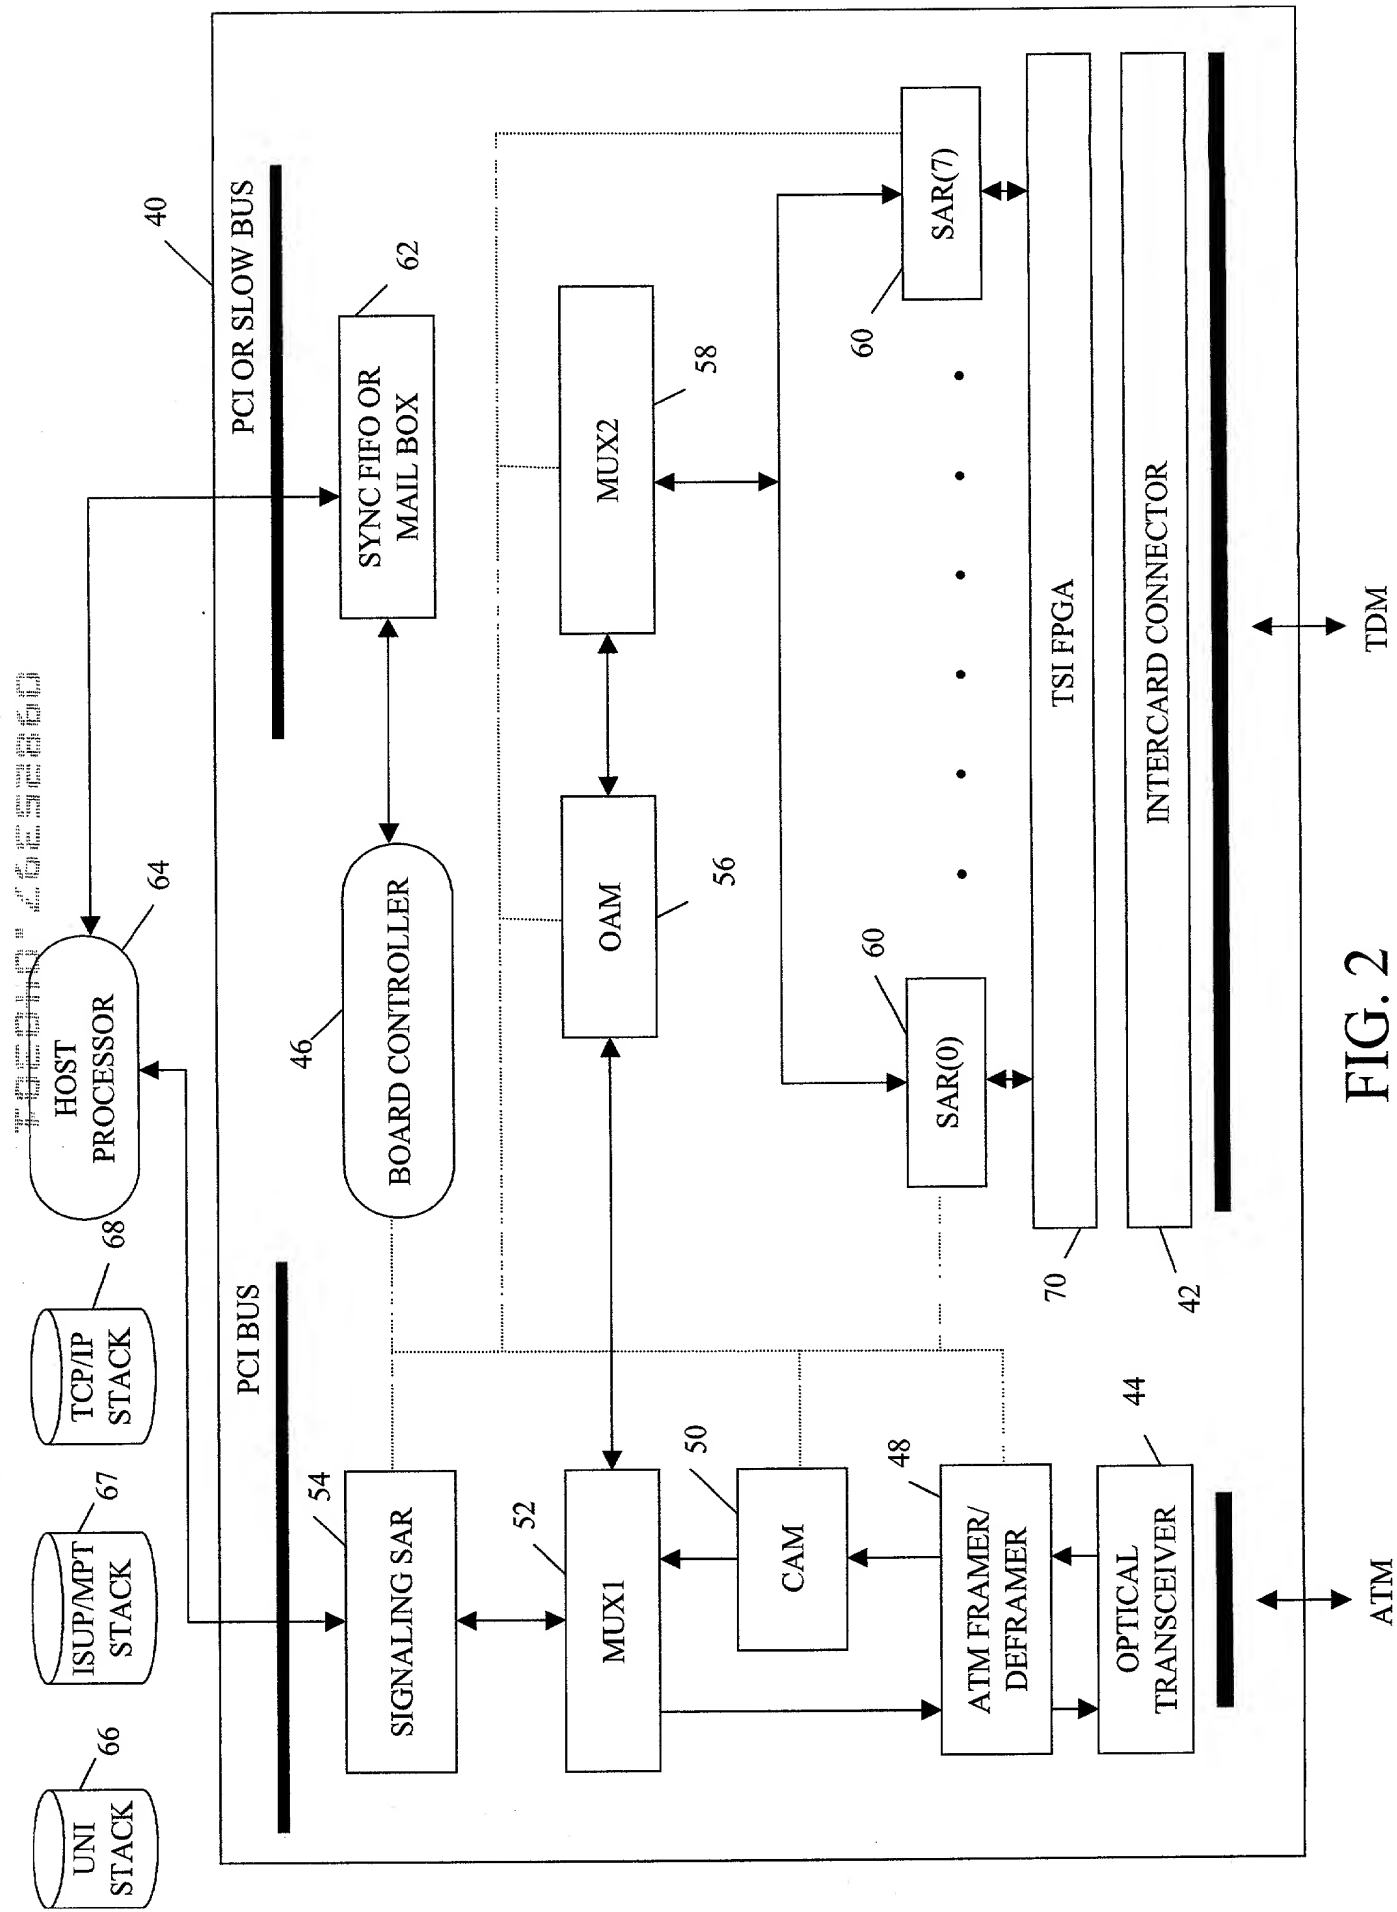 UNI
STACK
66
ISUP/MPT
STACK
67
TCP/IP
STACK
68
HOST
PROCESSOR
64
40
PCI BUS
PCI OR SLOW BUS
54
SIGNALING SAR
46
BOARD CONTROLLER
SYNC FIFO OR
MAIL BOX
62
52
MUX1
OAM
56
MUX2
58
50
CAM
48
ATM FRAMER/
DEFRAMER
60
SAR(0)
60
SAR(7)
44
OPTICAL
TRANSCEIVER
70
TSI FPGA
42
INTERCARD CONNECTOR
ATM
TDM
FIG. 2